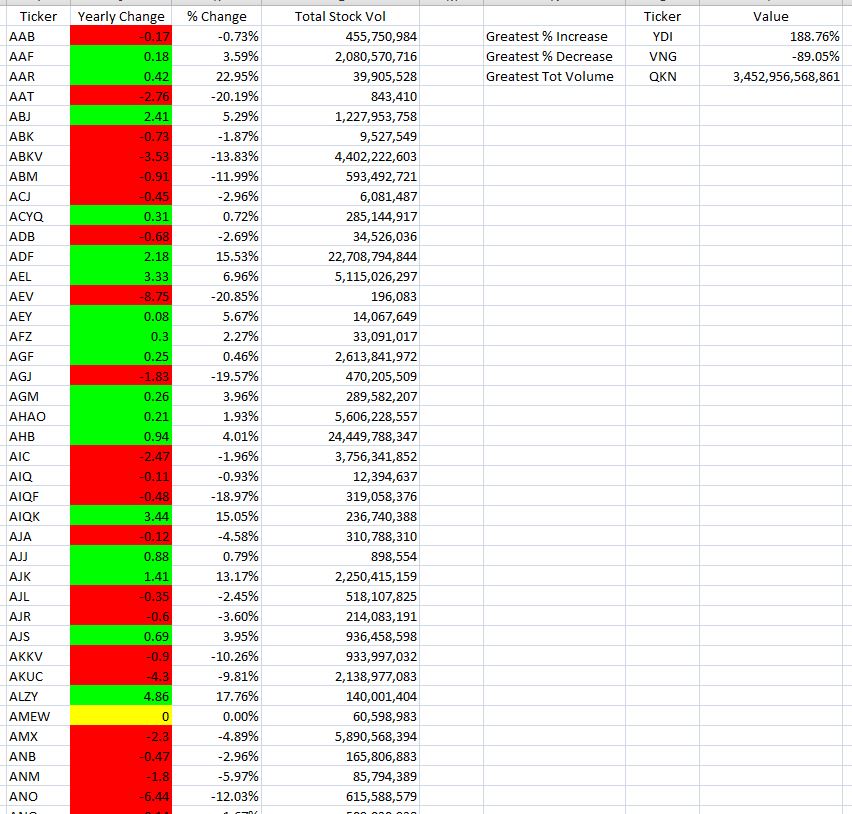 Ticker Yearly Change % Change Total Stock Vol Ticker Value
AAB -0.17 -0.73% 455,750,984 Greatest % Increase YDI 188.76%
AAF 0.18 3.59% 2,080,570,716 Greatest % Decrease VNG -89.05%
AAR 0.42 22.95% 39,905,528 Greatest Tot Volume QKN 3,452,956,568,861
AAT -2.76 -20.19% 843,410
ABJ 2.41 5.29% 1,227,953,758
ABK -0.73 -1.87% 9,527,549
ABKV -3.53 -13.83% 4,402,222,603
ABM -0.91 -11.99% 593,492,721
ACJ -0.45 -2.96% 6,081,487
ACYQ 0.31 0.72% 285,144,917
ADB -0.68 -2.69% 34,526,036
ADF 2.18 15.53% 22,708,794,844
AEL 3.33 6.96% 5,115,026,297
AEV -8.75 -20.85% 196,083
AEY 0.08 5.67% 14,067,649
AFZ 0.3 2.27% 33,091,017
AGF 0.25 0.46% 2,613,841,972
AGJ -1.83 -19.57% 470,205,509
AGM 0.26 3.96% 289,582,207
AHAO 0.21 1.93% 5,606,228,557
AHB 0.94 4.01% 24,449,788,347
AIC -2.47 -1.96% 3,756,341,852
AIQ -0.11 -0.93% 12,394,637
AIQF -0.48 -18.97% 319,058,376
AIQK 3.44 15.05% 236,740,388
AJA -0.12 -4.58% 310,788,310
AJJ 0.88 0.79% 898,554
AJK 1.41 13.17% 2,250,415,159
AJL -0.35 -2.45% 518,107,825
AJR -0.6 -3.60% 214,083,191
AJS 0.69 3.95% 936,458,598
AKKV -0.9 -10.26% 933,997,032
AKUC -4.3 -9.81% 2,138,977,083
ALZY 4.86 17.76% 140,001,404
AMEW 0 0.00% 60,598,983
AMX -2.3 -4.89% 5,890,568,394
ANB -0.47 -2.96% 165,806,883
ANM -1.8 -5.97% 85,794,389
ANO -6.44 -12.03% 615,588,579